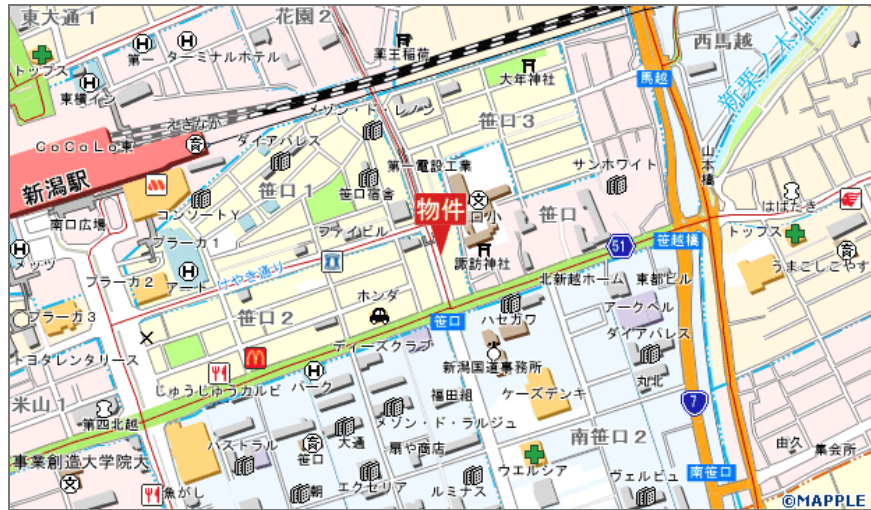 東大通1
花園2
西馬越
新栗ノ木川
トップス
第一
ターミナルホテル
薬王稲荷
大年神社
馬越
東横イン
えきなか
メゾン・ド・レノン
笹口3
CoCoLo東
ダイアパレス
第一電設工業
サンホワイト
山本橋
新潟駅
笹口1
笹口宿舎
物件
口小
笹口
ははたき
南口広場
コンソートY
ファインビル
51
笹越橋
トップス
プラーカ1
諏訪神社
メッツ
けやき通り
北新越ホーム
東都ビル
うまごしこやす
プラーカ2
アート
ホンダ
アークベル
プラーカ3
笹口2
笹口
ハセガワ
ダイアパレス
トヨタレンタリース
ティーズクラブ
新潟国道事務所
丸北
じゅうじゅうカルビ
パーク
福田組
ケーズデンキ
7
米山1
第四北越
メゾン・ド・ラルジュ
南笹口2
由久
集会所
事業創造大学院大
パストラル
笹口
大通
扇や商店
ウエルシア
南笹口
魚がし
朝
エクセリア
ルミナス
ヴェルビュ
©MAPPLE